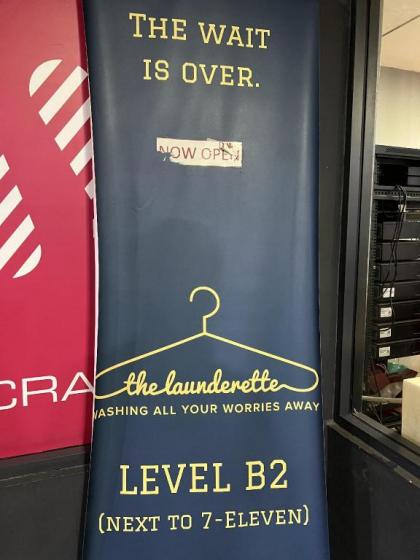 THE WAIT
IS OVER.
NOW OPEN
the launderette
WASHING ALL YOUR WORRIES AWAY
LEVEL B2
(NEXT TO 7-ELEVEN)
CRA